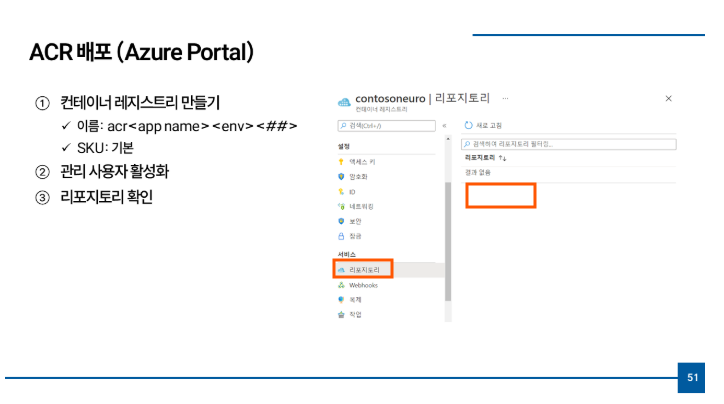 ACR 배포 (Azure Portal)
① 컨테이너 레지스트리 만들기
✓ 이름: acr<app name><env><##>
✓ SKU: 기본
② 관리 사용자 활성화
③ 리포지토리 확인
contosoneuro | 리포지토리 ...
컨테이너 레지스트리
검색(Ctrl+/)
«
새로 고침
설정
액세스 키
암호화
ID
네트워킹
보안
잠금
서비스
리포지토리
Webhooks
복제
작업
검색하여 리포지토리 필터링...
리포지토리 ↑↓
결과 없음
51